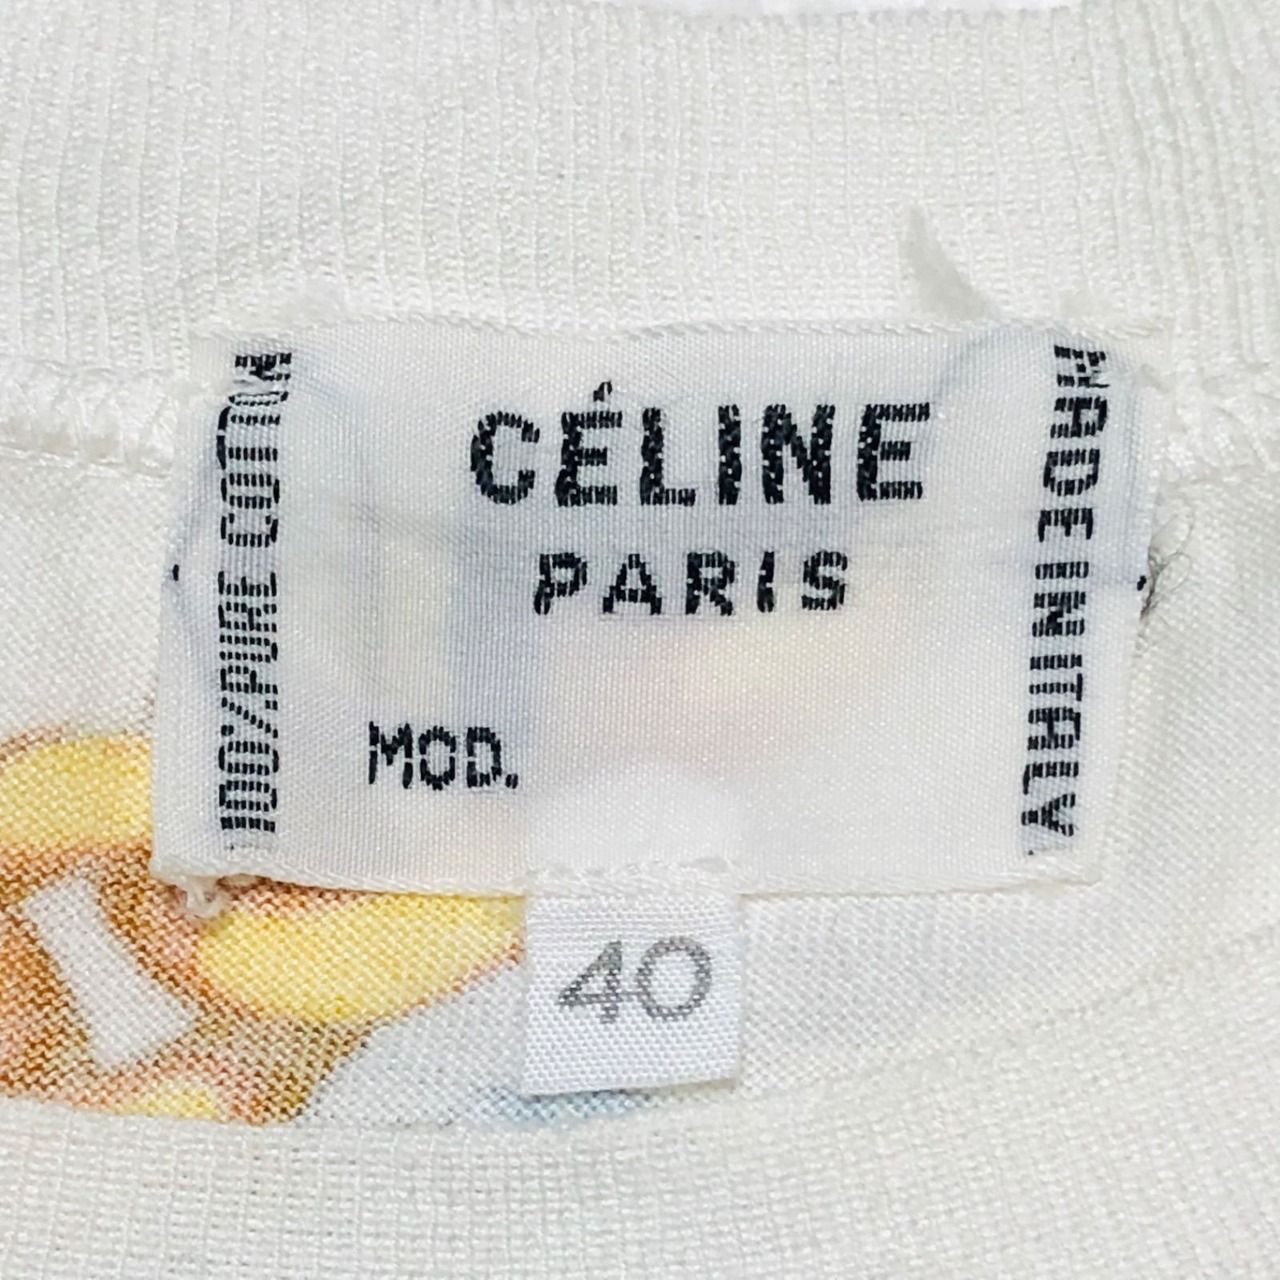 100% PURE COTTON
CÉLINE
PARIS
MOD.
MADE IN ITALY
40